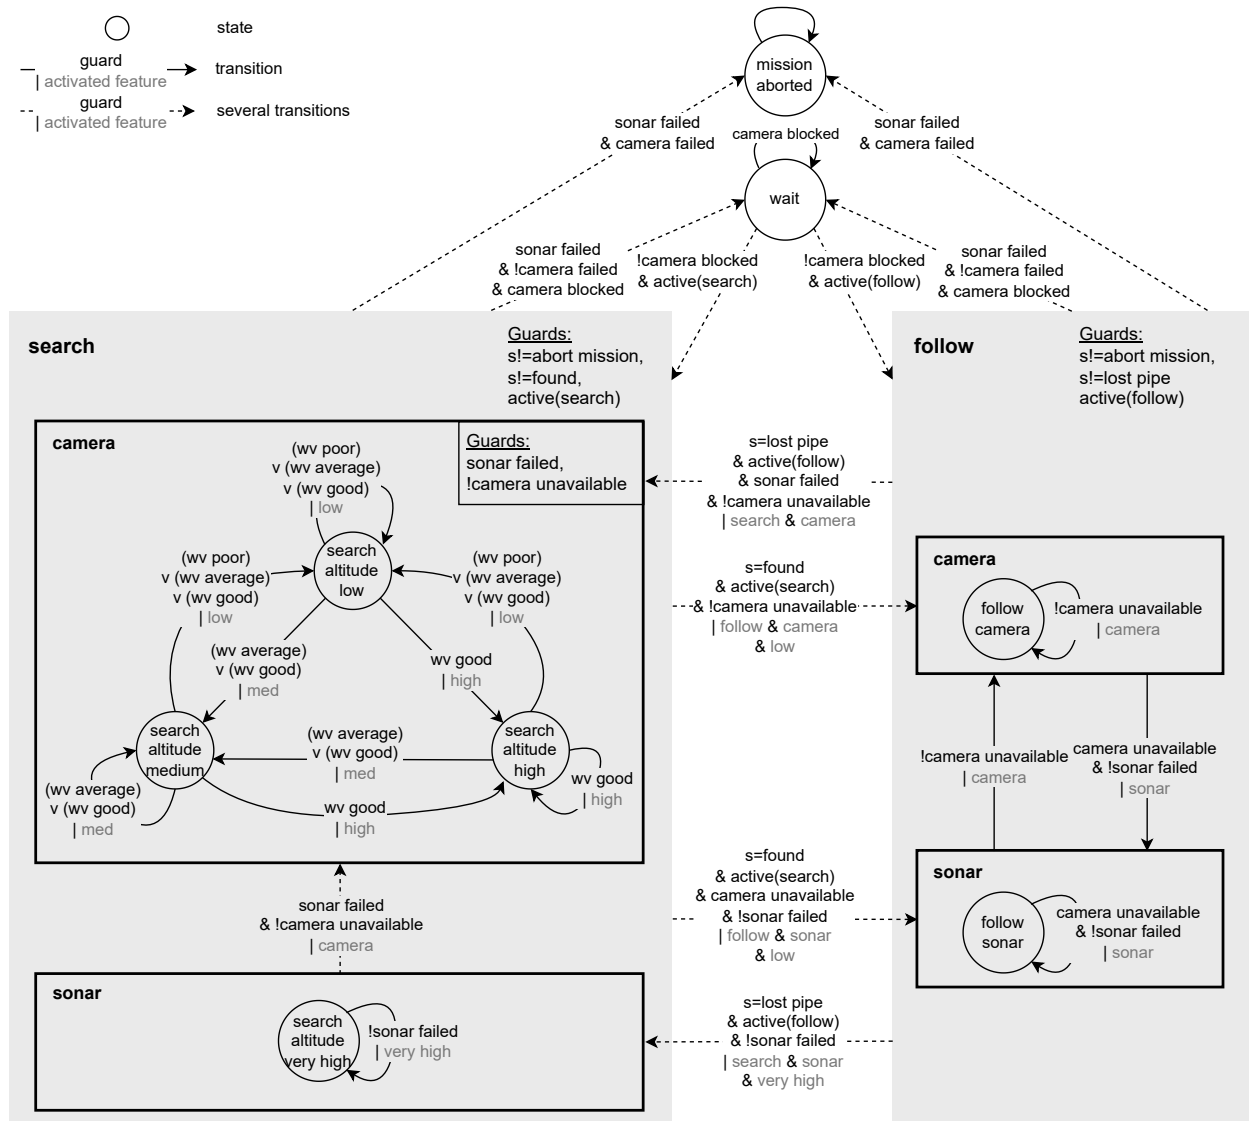 state
guard
| activated feature
transition
guard
| activated feature
several transitions
mission
aborted
sonar failed
& camera failed
sonar failed
& camera failed
camera blocked
wait
sonar failed
& !camera failed
& camera blocked
!camera blocked
& active(search)
!camera blocked
& active(follow)
sonar failed
& !camera failed
& camera blocked
search
Guards:
s!=abort mission,
s!=found,
active(search)
camera
Guards:
sonar failed,
!camera unavailable
(wv poor)
v (wv average)
v (wv good)
| low
search
altitude
low
(wv poor)
v (wv average)
v (wv good)
| low
(wv poor)
v (wv average)
v (wv good)
| low
(wv average)
v (wv good)
| med
wv good
| high
search
altitude
medium
search
altitude
high
(wv average)
v (wv good)
| med
(wv average)
v (wv good)
| med
wv good
| high
wv good
| high
sonar failed
& !camera unavailable
| camera
sonar
search
altitude
very high
!sonar failed
| very high
s=lost pipe
& active(follow)
& sonar failed
& !camera unavailable
| search & camera
s=found
& active(search)
& !camera unavailable
| follow & camera
& low
s=found
& active(search)
& camera unavailable
& !sonar failed
| follow & sonar
& low
s=lost pipe
& active(follow)
& !sonar failed
| search & sonar
& very high
follow
Guards:
s!=abort mission,
s!=lost pipe
active(follow)
camera
follow
camera
!camera unavailable
| camera
!camera unavailable
| camera
camera unavailable
& !sonar failed
| sonar
sonar
follow
sonar
camera unavailable
& !sonar failed
| sonar